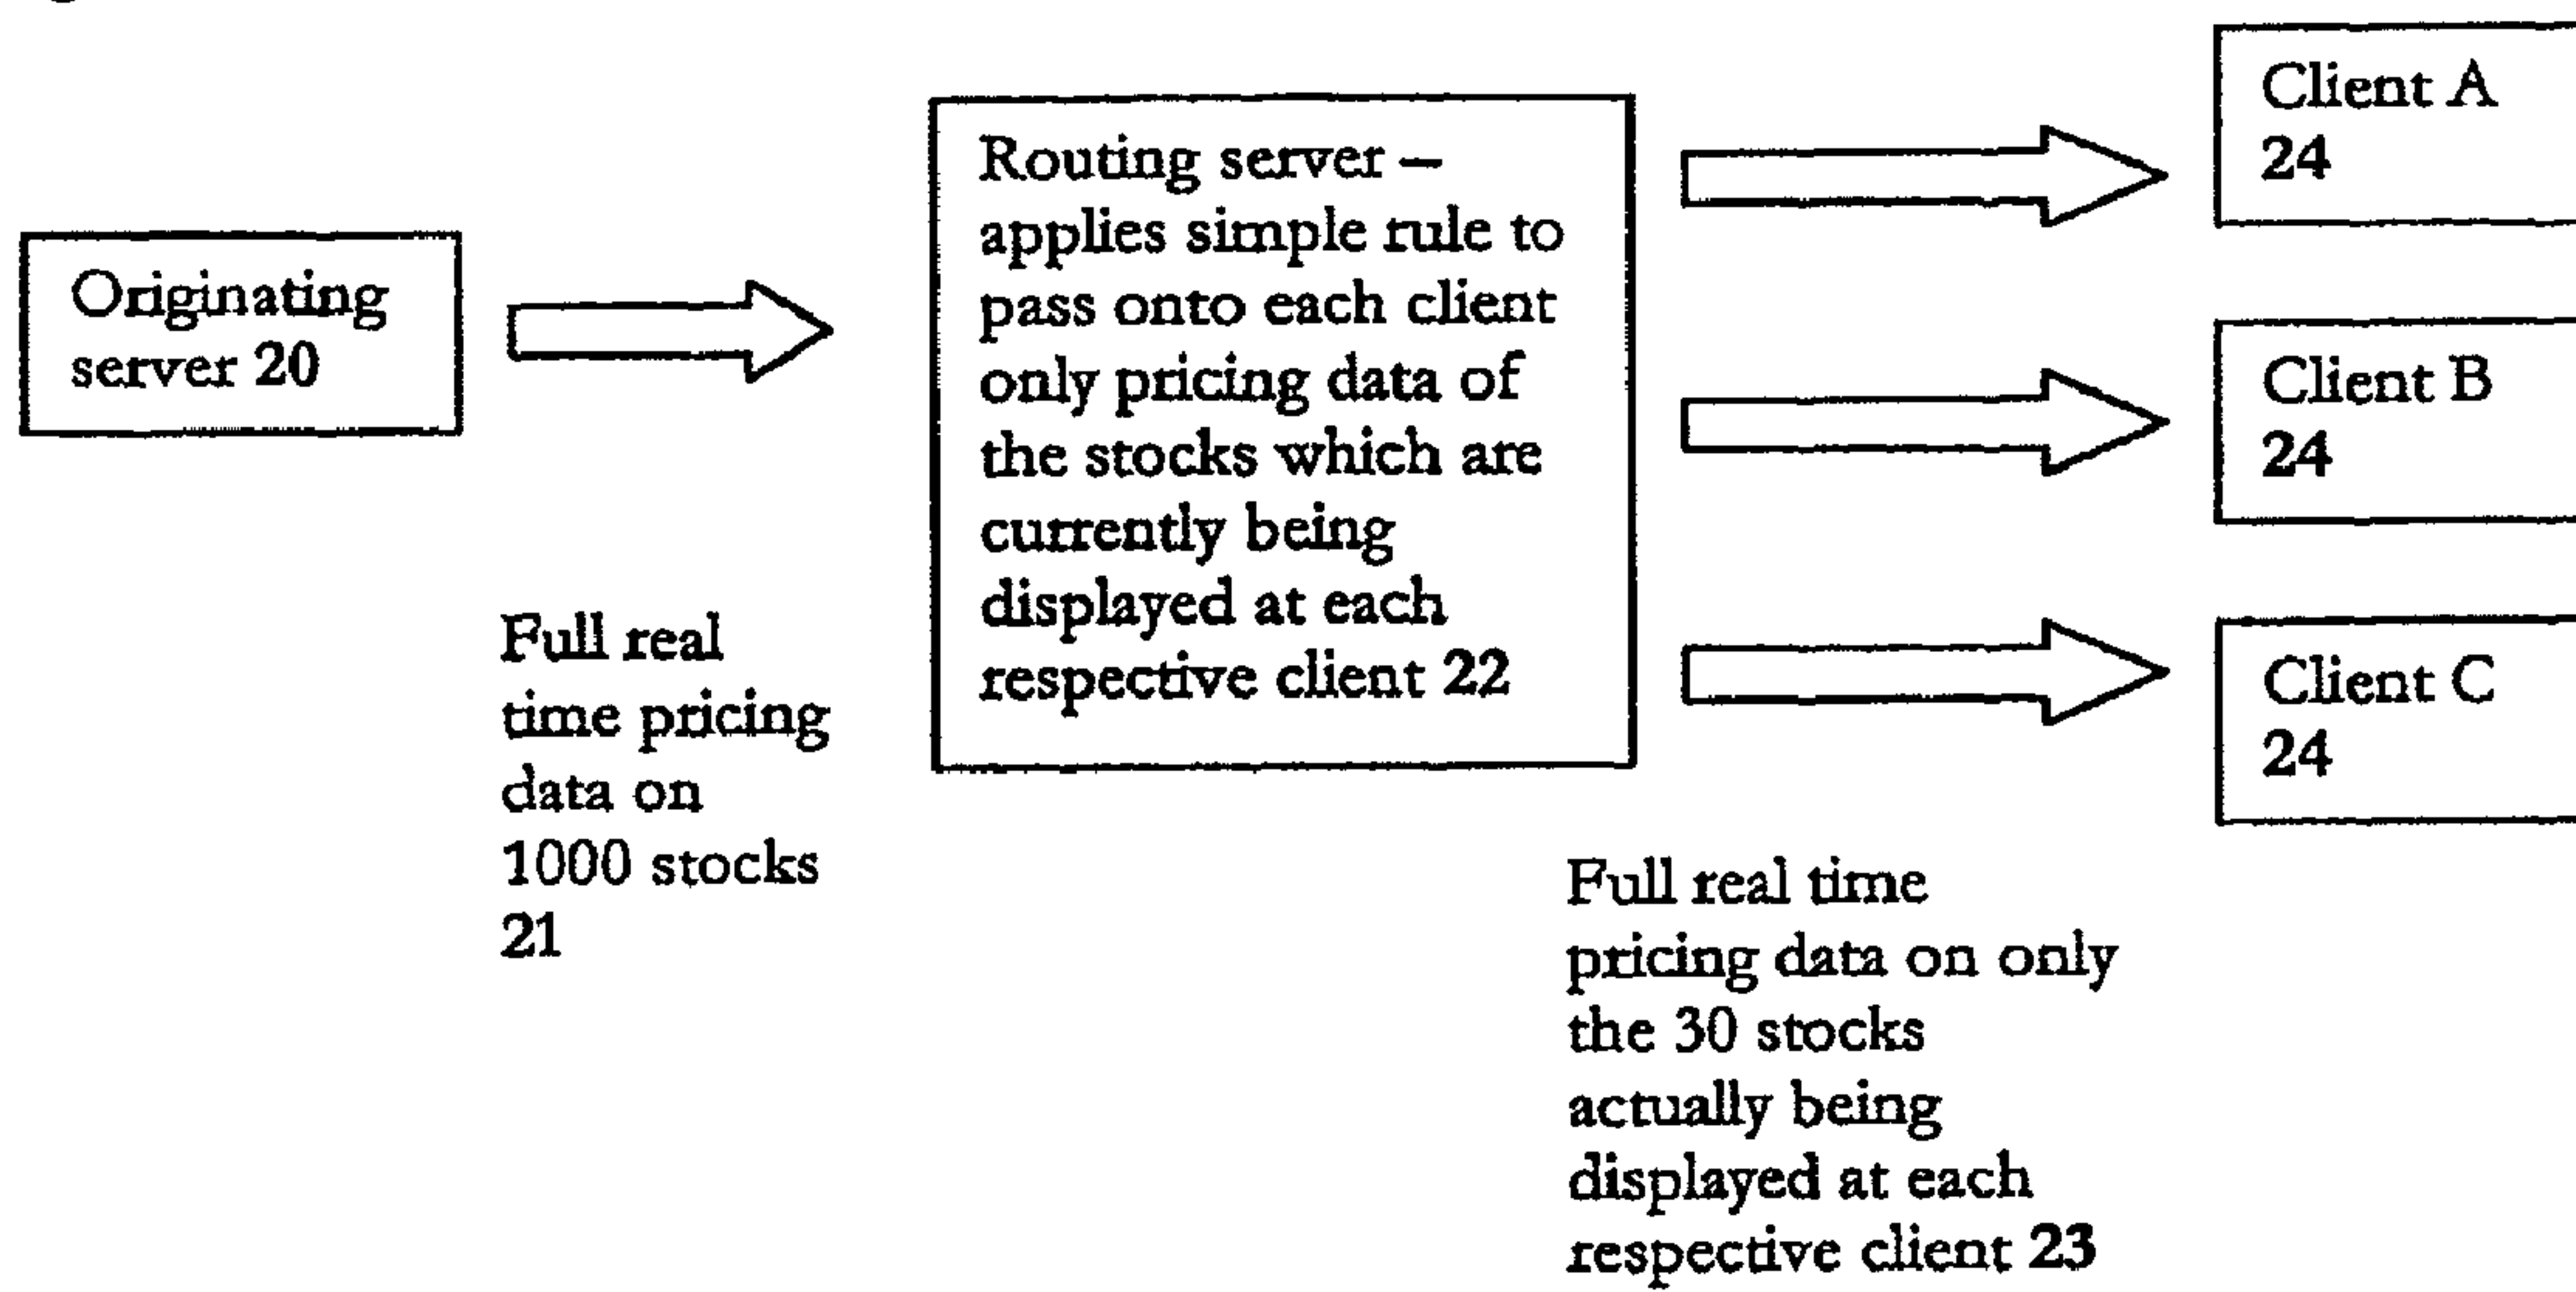 Originating
server 20
Full real
time pricing
data on
1000 stocks
21
Routing server –
applies simple rule to
pass onto each client
only pricing data of
the stocks which are
currently being
displayed at each
respective client 22
Full real time
pricing data on only
the 30 stocks
actually being
displayed at each
respective client 23
Client A
24
Client B
24
Client C
24